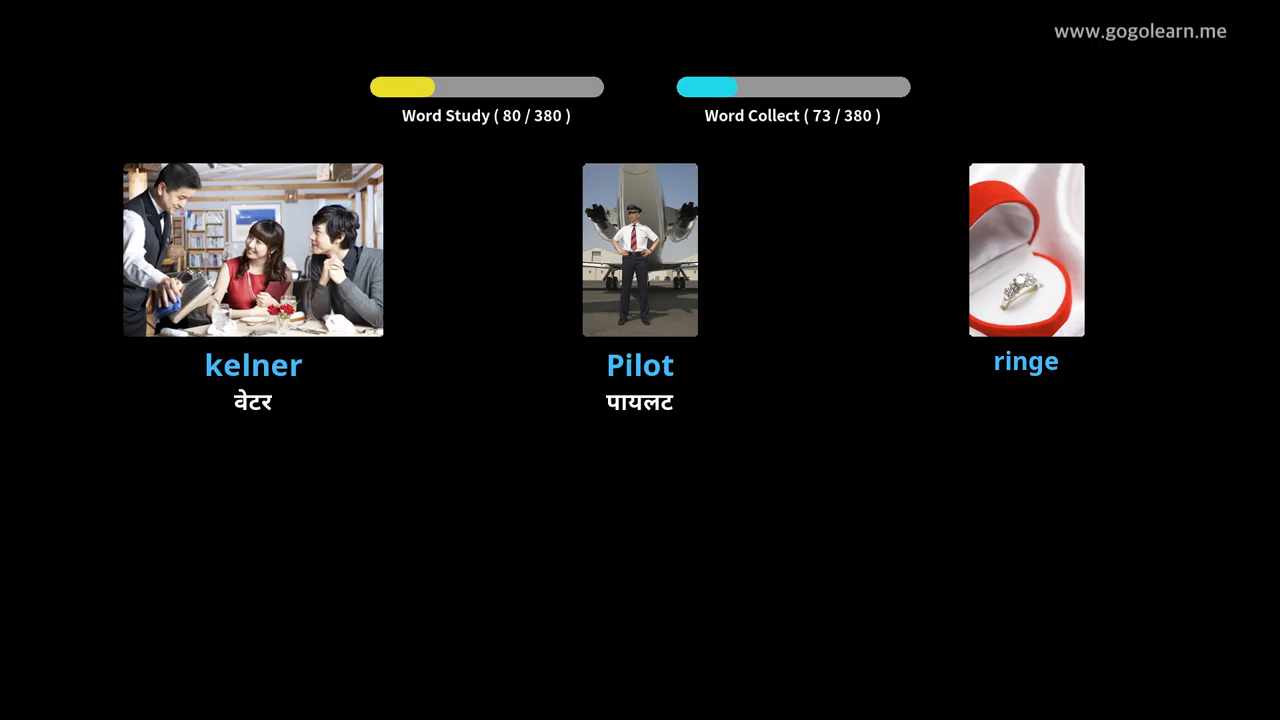 www.gogolearn.me
Word Study ( 80 / 380 )
Word Collect ( 73 / 380 )
kelner
वेटर
Pilot
पायलट
ringe